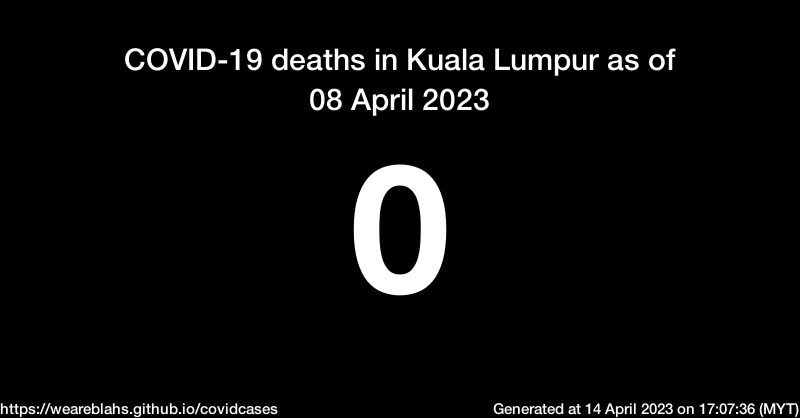 COVID-19 deaths in Kuala Lumpur as of
08 April 2023
0
https://weareblahs.github.io/covidcases
Generated at 14 April 2023 on 17:07:36 (MYT)